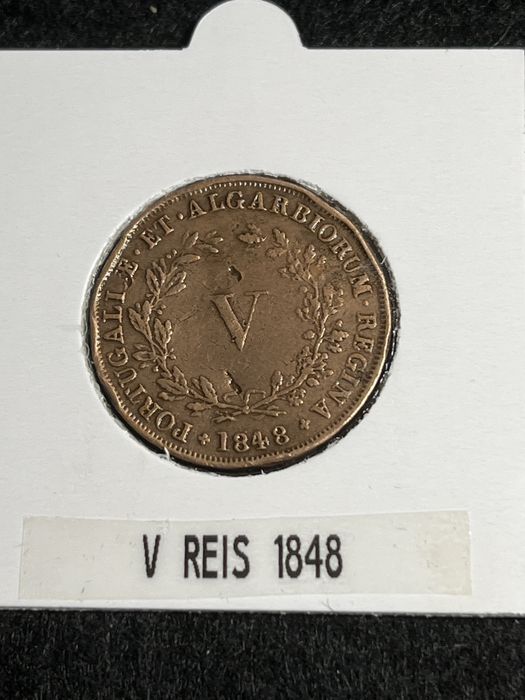 PORTUGALIÆ · ET · ALGARBIORUM · REGINA
V
1848
V REIS 1848